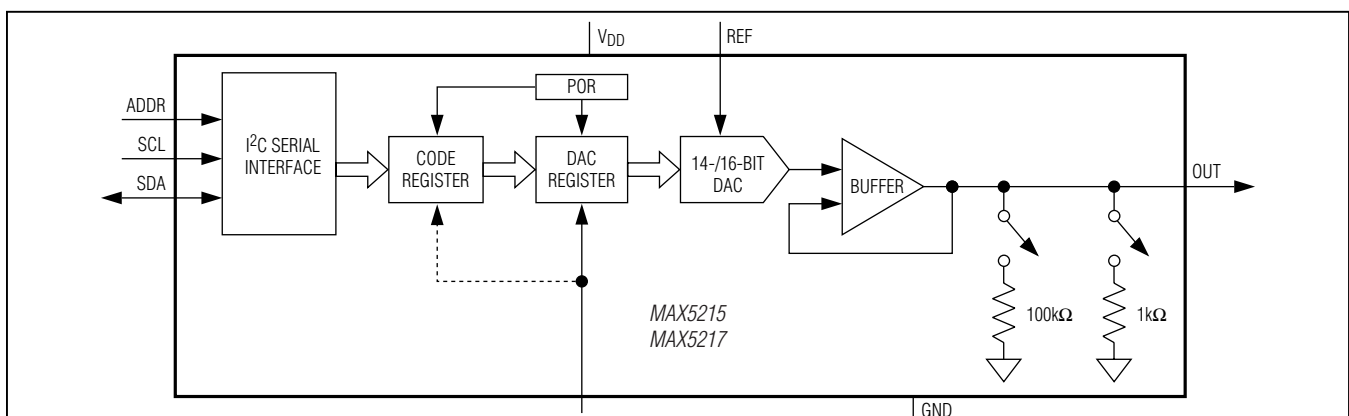 V_DD
REF
POR
ADDR
SCL
SDA
I²C SERIAL
INTERFACE
CODE
REGISTER
DAC
REGISTER
14-/16-BIT
DAC
BUFFER
OUT
100kΩ
1kΩ
MAX5215
MAX5217
GND